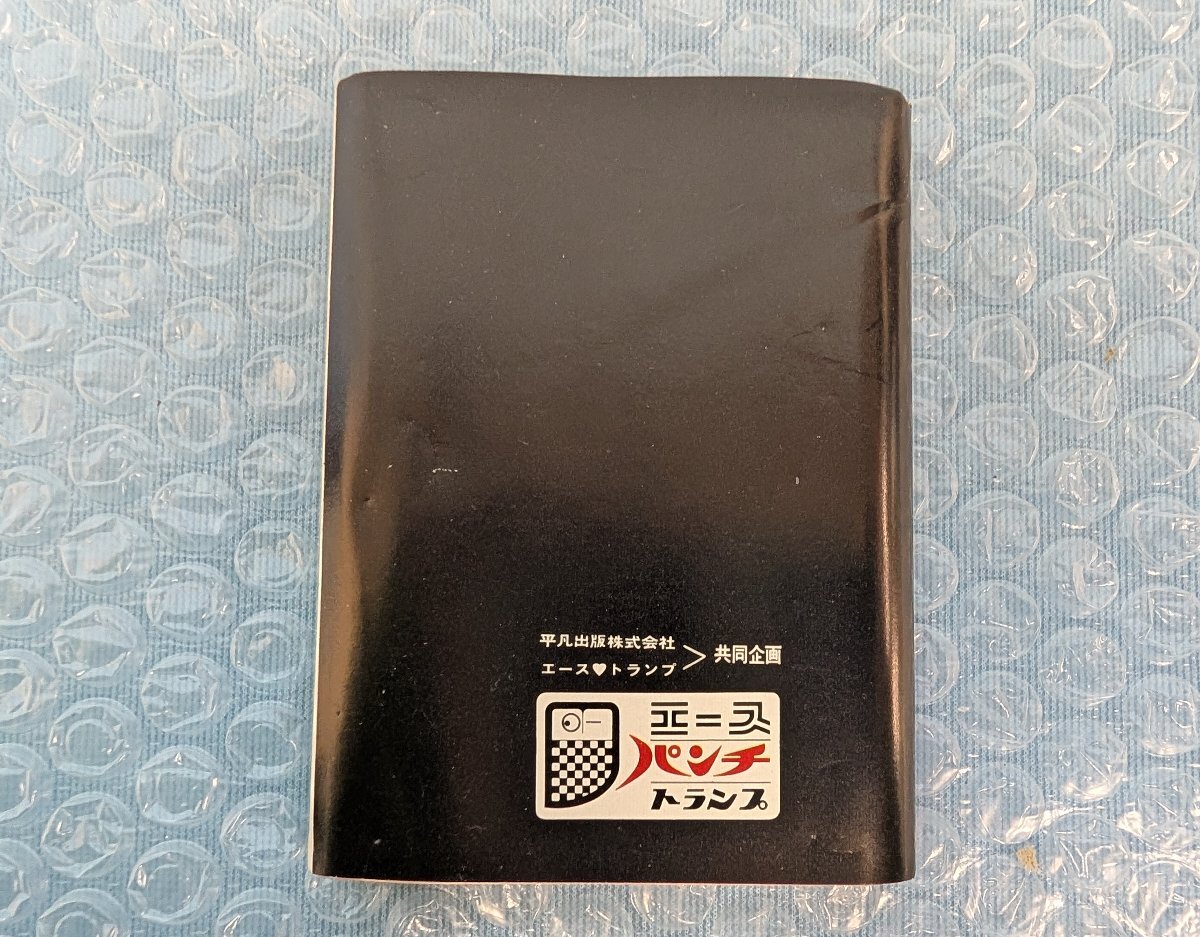 平凡出版株式会社
エース♥トランプ
> 共同企画
エース
パンチ
トランプ